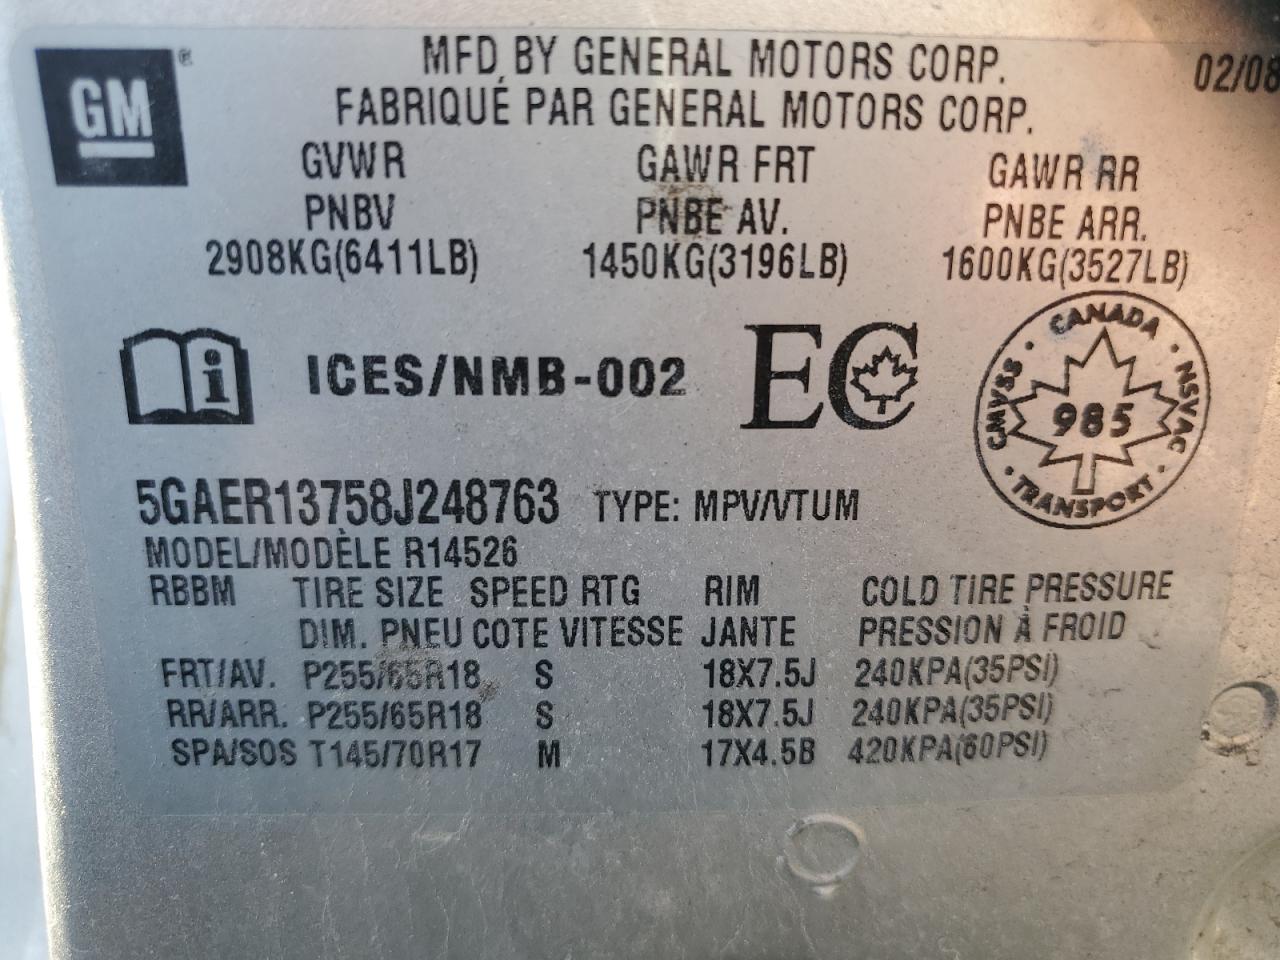 GM ®
MFD BY GENERAL MOTORS CORP. 02/08
FABRIQUÉ PAR GENERAL MOTORS CORP.
GVWR GAWR FRT GAWR RR
PNBV PNBE AV. PNBE ARR.
2908KG(6411LB) 1450KG(3196LB) 1600KG(3527LB)
ICES/NMB-002 EC
CANADA · NSVAC · TRANSPORT · CMVSS ·
985
5GAER13758J248763 TYPE: MPV/VTUM
MODEL/MODÈLE R14526
RBBM TIRE SIZE SPEED RTG RIM COLD TIRE PRESSURE
DIM. PNEU COTE VITESSE JANTE PRESSION À FROID
FRT/AV. P255/65R18 S 18X7.5J 240KPA(35PSI)
RR/ARR. P255/65R18 S 18X7.5J 240KPA(35PSI)
SPA/SOS T145/70R17 M 17X4.5B 420KPA(60PSI)